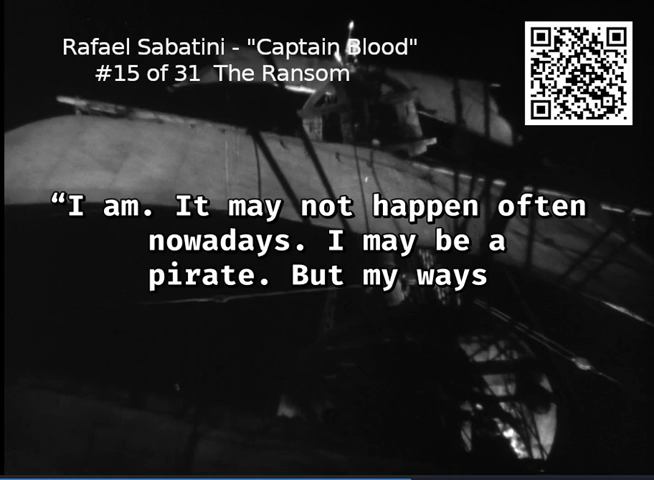 Rafael Sabatini - "Captain Blood"
#15 of 31  The Ransom
“I am. It may not happen often
nowadays. I may be a
pirate. But my ways